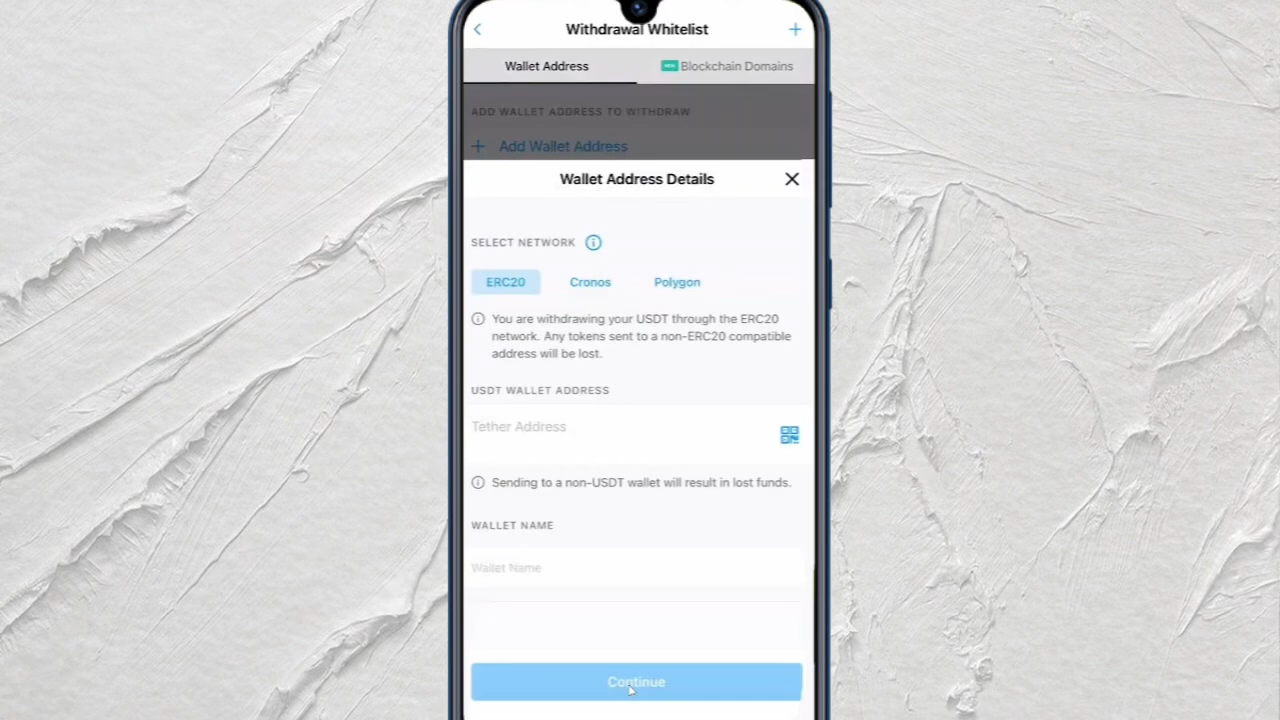 Withdrawal Whitelist
Wallet Address
Blockchain Domains
ADD WALLET ADDRESS TO WITHDRAW
Add Wallet Address
Wallet Address Details
SELECT NETWORK
ERC20 Cronos Polygon
You are withdrawing your USDT through the ERC20
network. Any tokens sent to a non-ERC20 compatible
address will be lost.
USDT WALLET ADDRESS
Tether Address
Sending to a non-USDT wallet will result in lost funds.
WALLET NAME
Wallet Name
Continue